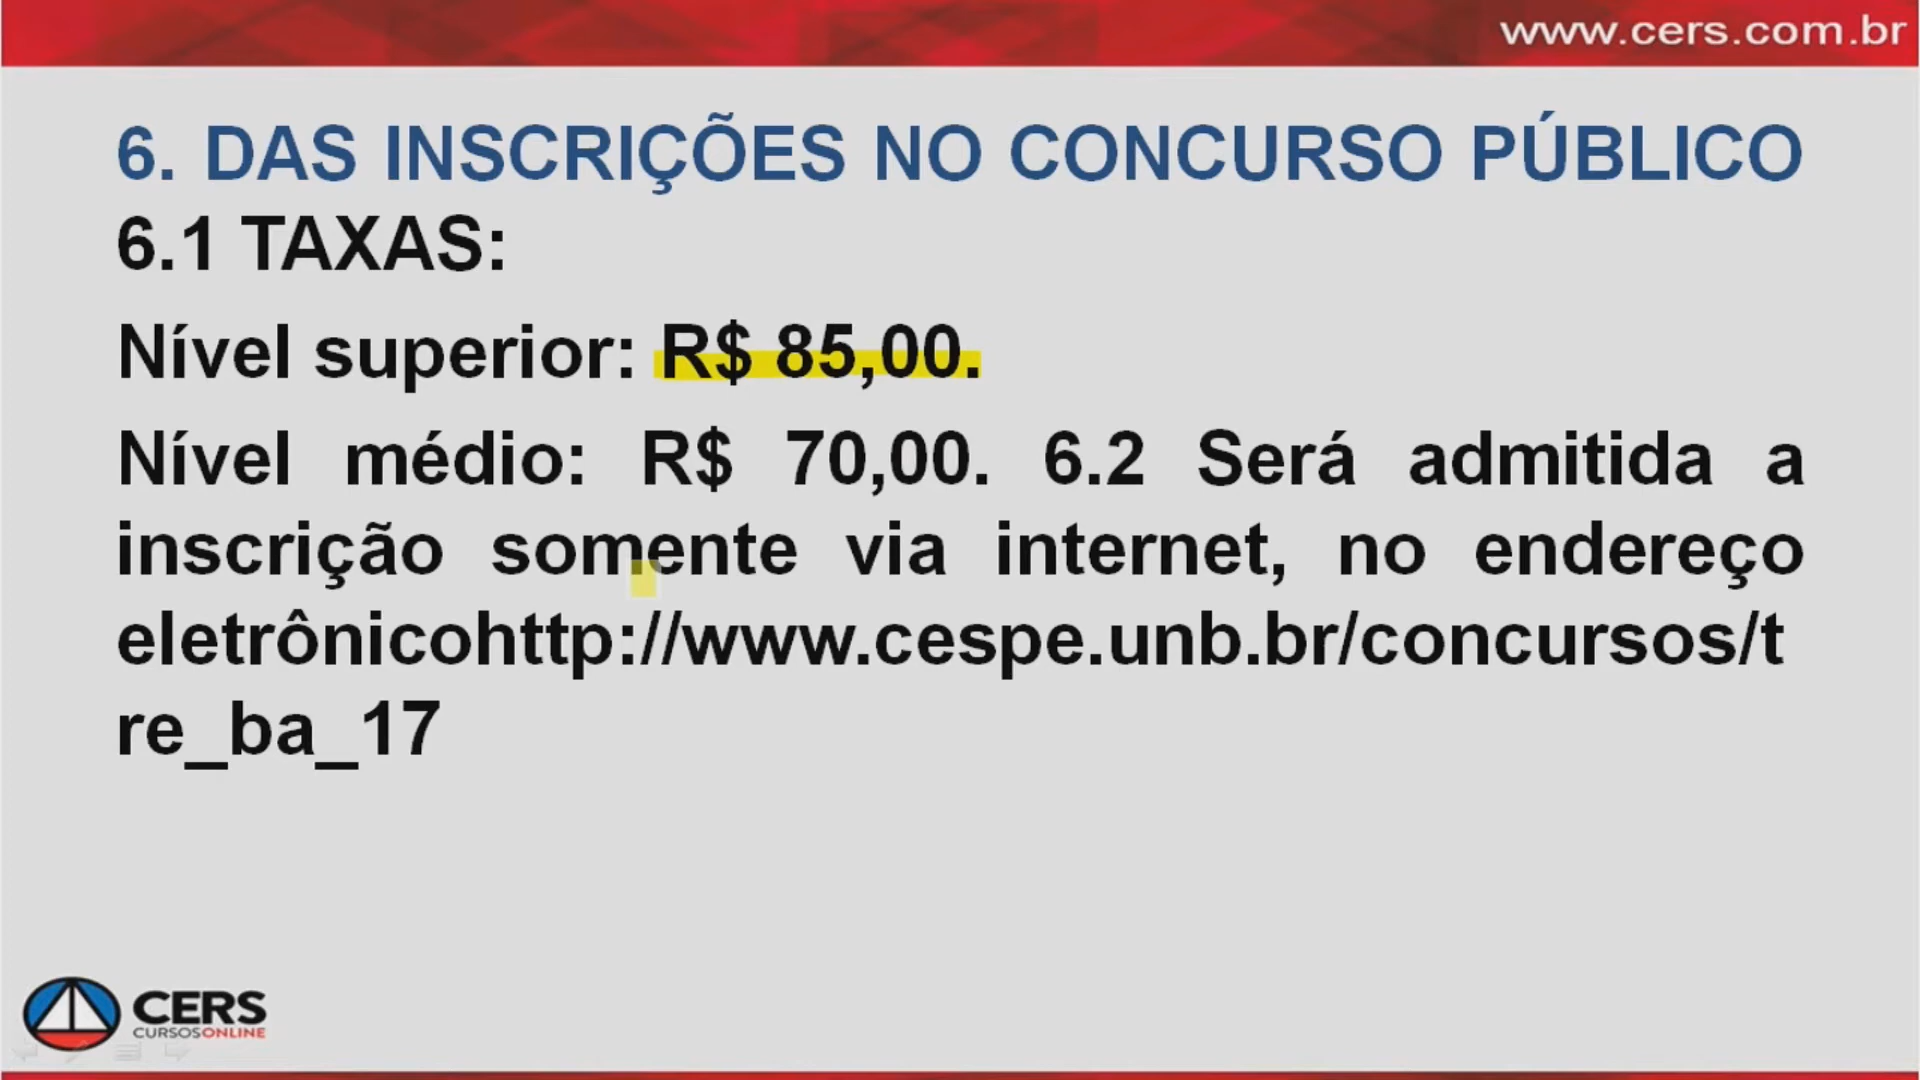 www.cers.com.br
6. DAS INSCRIÇÕES NO CONCURSO PÚBLICO
6.1 TAXAS:
Nível superior: R$ 85,00.
Nível médio: R$ 70,00. 6.2 Será admitida a
inscrição somente via internet, no endereço
eletrônicohttp://www.cespe.unb.br/concursos/t
re_ba_17
CERS
CURSOSONLINE